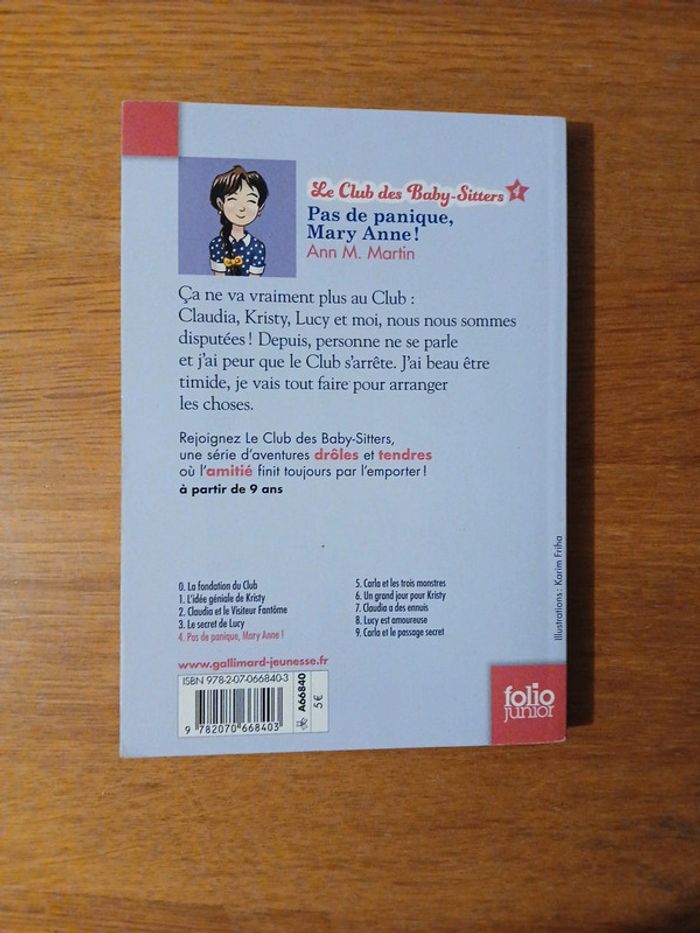 Le Club des Baby-Sitters 4
Pas de panique,
Mary Anne !
Ann M. Martin
Ça ne va vraiment plus au Club :
Claudia, Kristy, Lucy et moi, nous nous sommes
disputées ! Depuis, personne ne se parle
et j'ai peur que le Club s'arrête. J'ai beau être
timide, je vais tout faire pour arranger
les choses.
Rejoignez Le Club des Baby-Sitters,
une série d'aventures drôles et tendres
où l'amitié finit toujours par l'emporter !
à partir de 9 ans
0. La fondation du Club
1. L'idée géniale de Kristy
2. Claudia et le Visiteur Fantôme
3. Le secret de Lucy
4. Pas de panique, Mary Anne !
5. Carla et les trois monstres
6. Un grand jour pour Kristy
7. Claudia a des ennuis
8. Lucy est amoureuse
9. Carla et le passage secret
Illustrations : Karim Friha
www.gallimard-jeunesse.fr
ISBN 978-2-07-066840-3
9 782070 668403
A66840
5 €
folio
junior